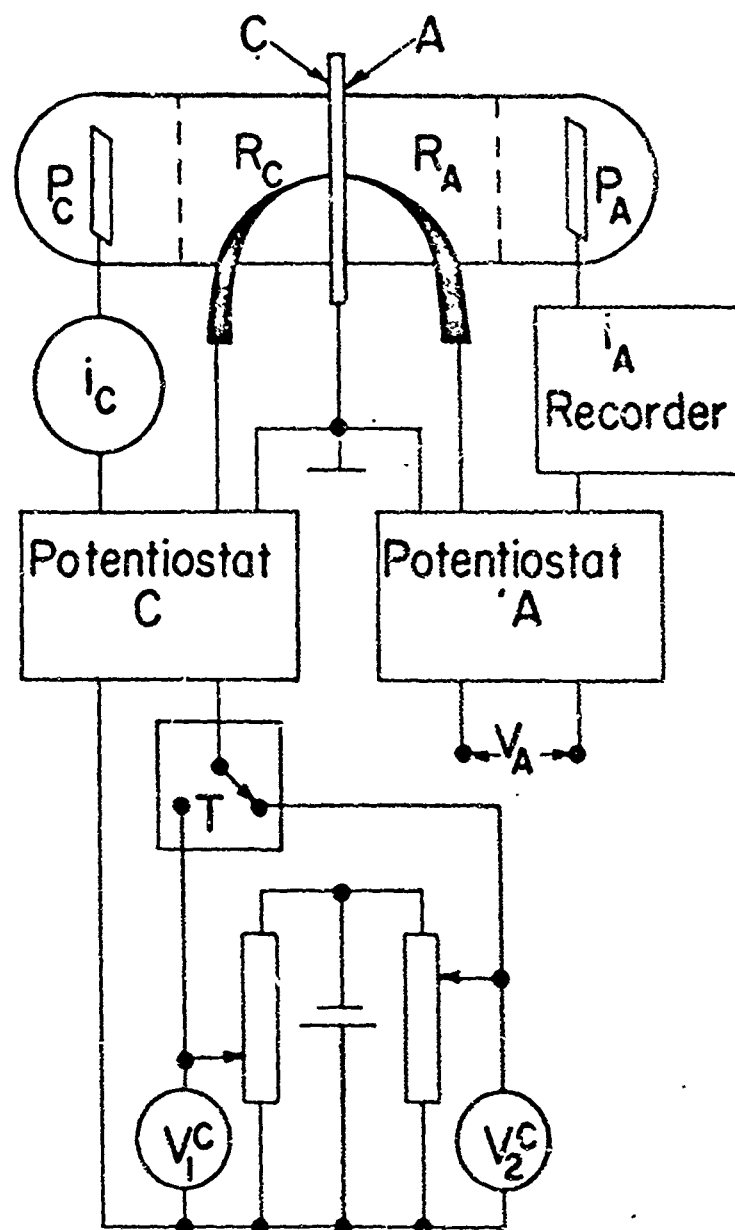 C A
R_C R_A
P_C P_A
i_C
i_A
Recorder
Potentiostat
C
Potentiostat
'A
V_A
T
V_1^C V_2^C